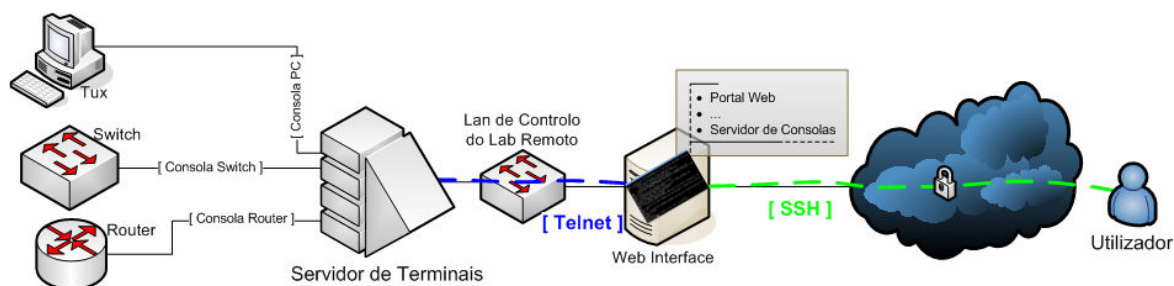 Tux
[ Consola PC ]
Switch
[ Consola Switch ]
Router
[ Consola Router ]
Servidor de Terminais
Lan de Controlo
do Lab Remoto
[ Telnet ]
• Portal Web
• ...
• Servidor de Consolas
Web Interface
[ SSH ]
Utilizador